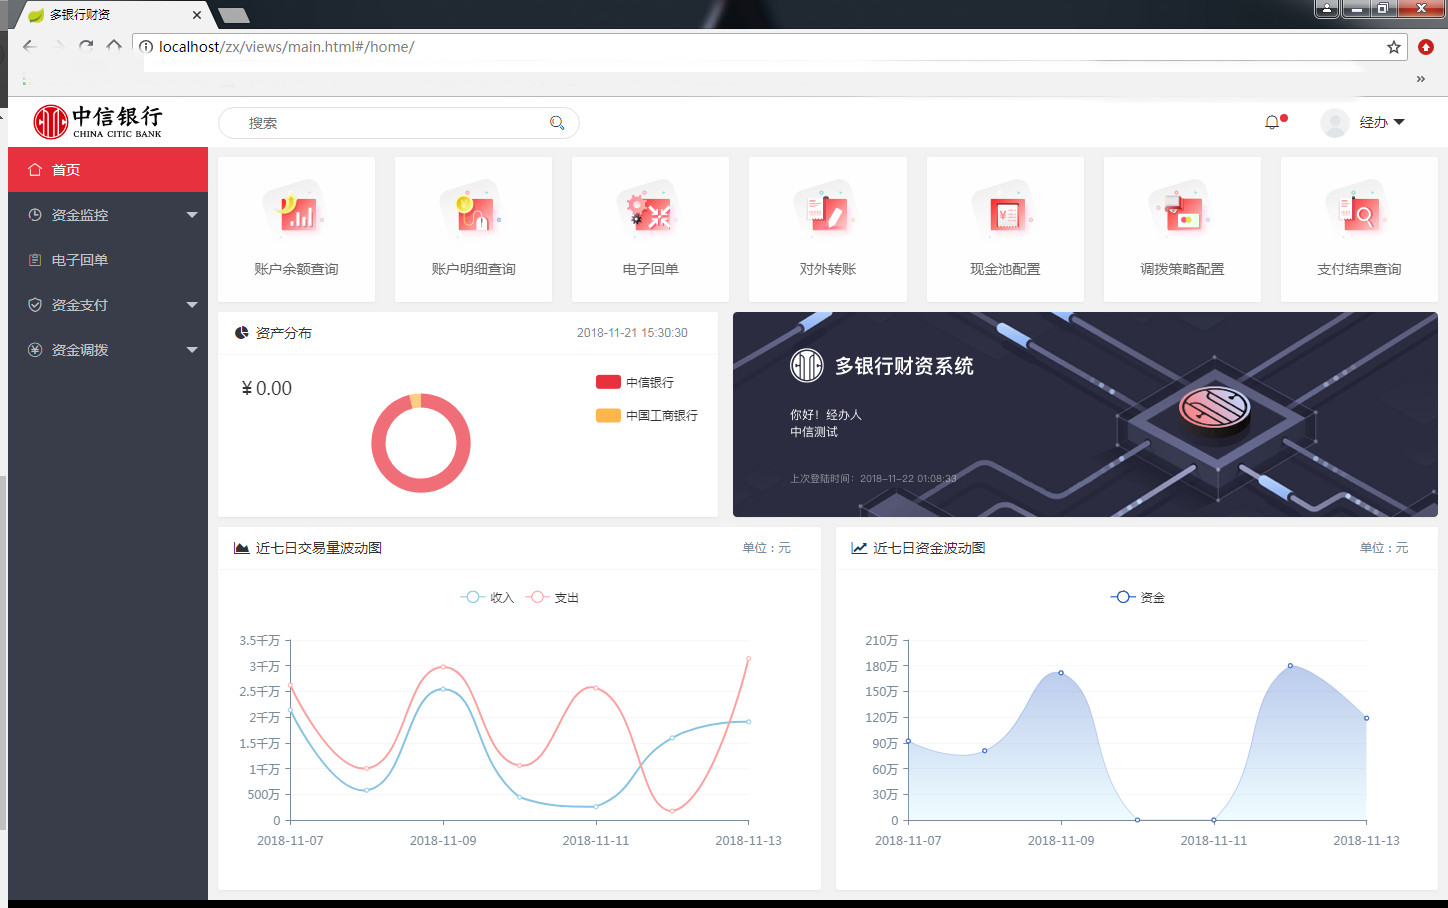 多银行财资
localhost/zx/views/main.html#/home/
中信银行
CHINA CITIC BANK
搜索
经办
首页
资金监控
电子回单
资金支付
资金调拨
账户余额查询
账户明细查询
电子回单
对外转账
现金池配置
调拨策略配置
支付结果查询
资产分布
2018-11-21 15:30:30
¥ 0.00
中信银行
中国工商银行
多银行财资系统
你好！经办人
中信测试
上次登陆时间：2018-11-22 01:08:33
近七日交易量波动图
单位：元
收入
支出
3.5千万
3千万
2.5千万
2千万
1.5千万
1千万
500万
0
2018-11-07
2018-11-09
2018-11-11
2018-11-13
近七日资金波动图
单位：元
资金
210万
180万
150万
120万
90万
60万
30万
0
2018-11-07
2018-11-09
2018-11-11
2018-11-13